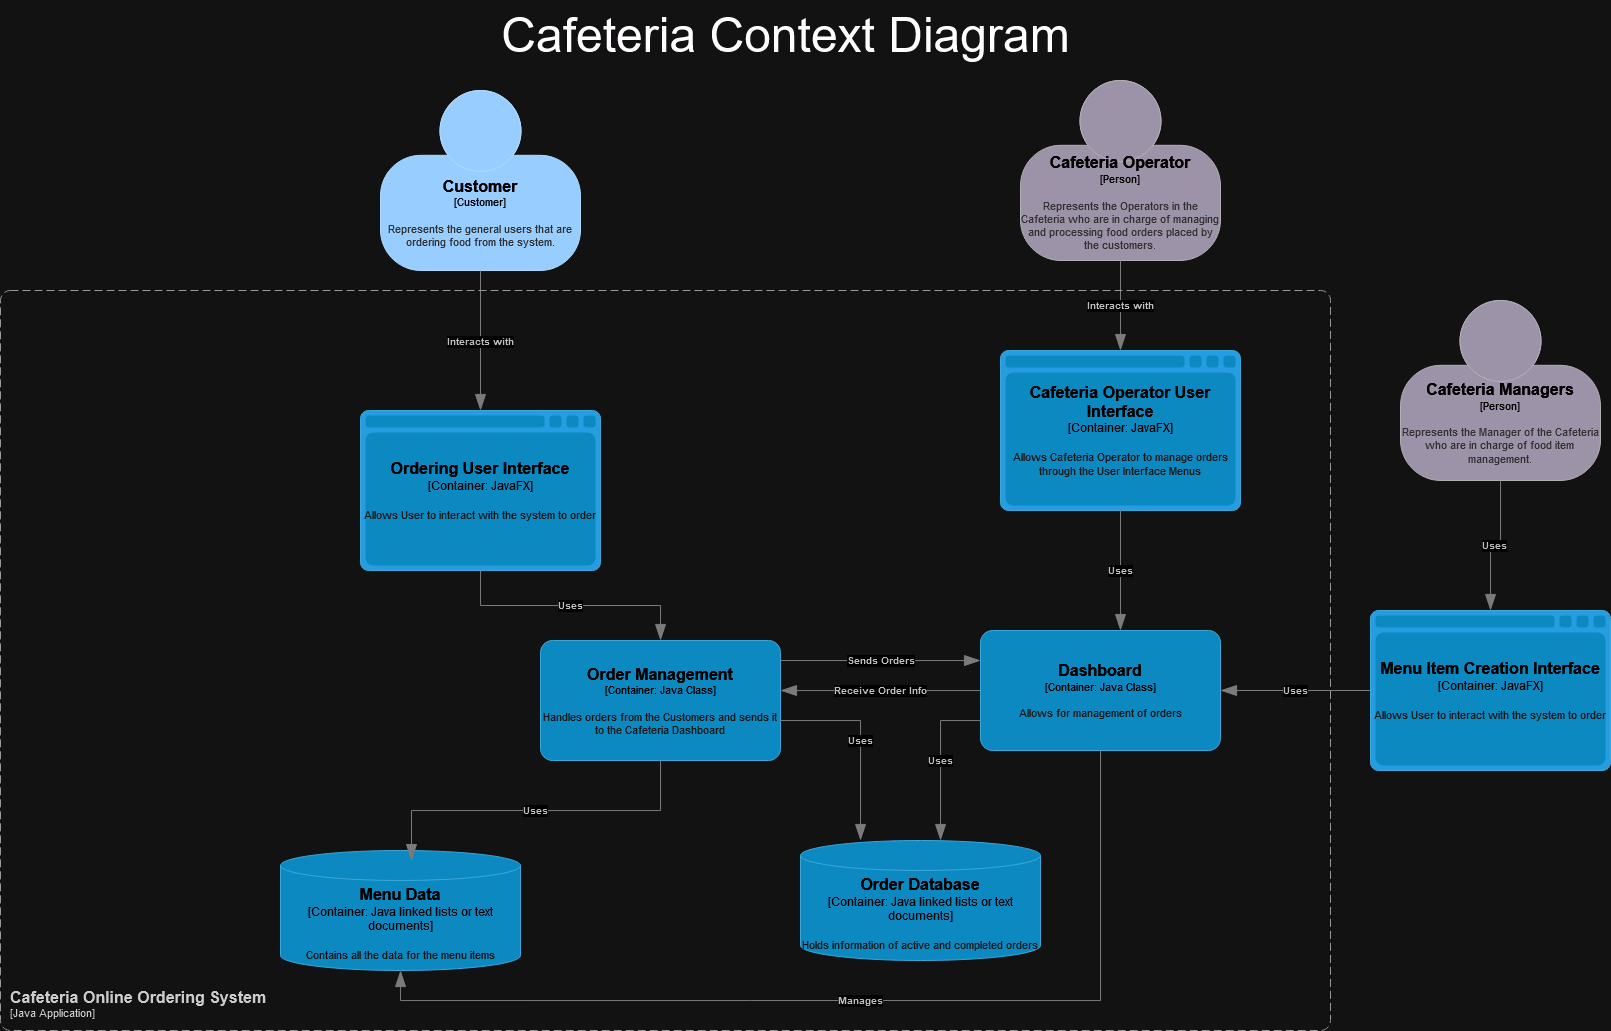 Cafeteria Context Diagram
Customer
[Customer]
Represents the general users that are
ordering food from the system.
Cafeteria Operator
[Person]
Represents the Operators in the
Cafeteria who are in charge of managing
and processing food orders placed by
the customers.
Interacts with
Interacts with
Cafeteria Managers
[Person]
Represents the Manager of the Cafeteria
who are in charge of food item
management.
Cafeteria Operator User
Interface
[Container: JavaFX]
Allows Cafeteria Operator to manage orders
through the User Interface Menus
Ordering User Interface
[Container: JavaFX]
Allows User to interact with the system to order
Uses
Uses
Uses
Order Management
[Container: Java Class]
Handles orders from the Customers and sends it
to the Cafeteria Dashboard
Sends Orders
Receive Order Info
Dashboard
[Container: Java Class]
Allows for management of orders
Uses
Menu Item Creation Interface
[Container: JavaFX]
Allows User to interact with the system to order
Uses
Uses
Uses
Menu Data
[Container: Java linked lists or text
documents]
Contains all the data for the menu items
Order Database
[Container: Java linked lists or text
documents]
Holds information of active and completed orders
Manages
Cafeteria Online Ordering System
[Java Application]